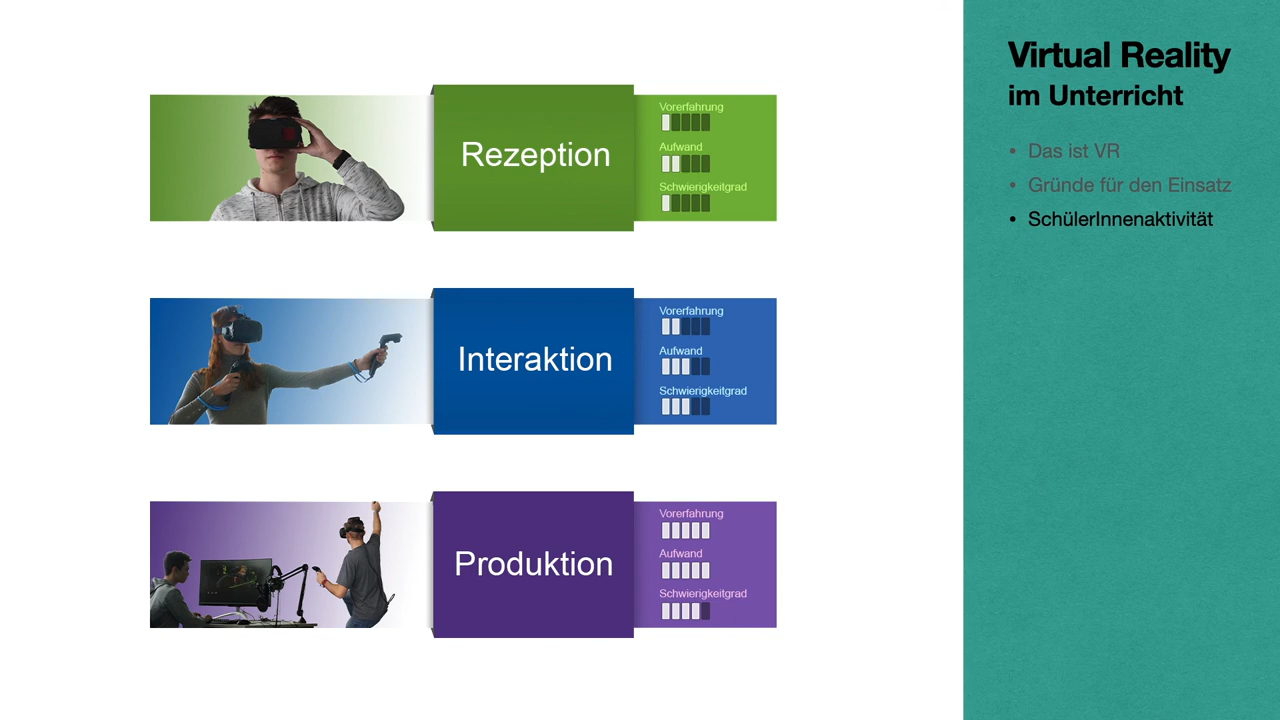 Rezeption
Vorerfahrung
Aufwand
Schwierigkeitgrad
Interaktion
Vorerfahrung
Aufwand
Schwierigkeitgrad
Produktion
Vorerfahrung
Aufwand
Schwierigkeitgrad
Virtual Reality
im Unterricht
• Das ist VR
• Gründe für den Einsatz
• SchülerInnenaktivität